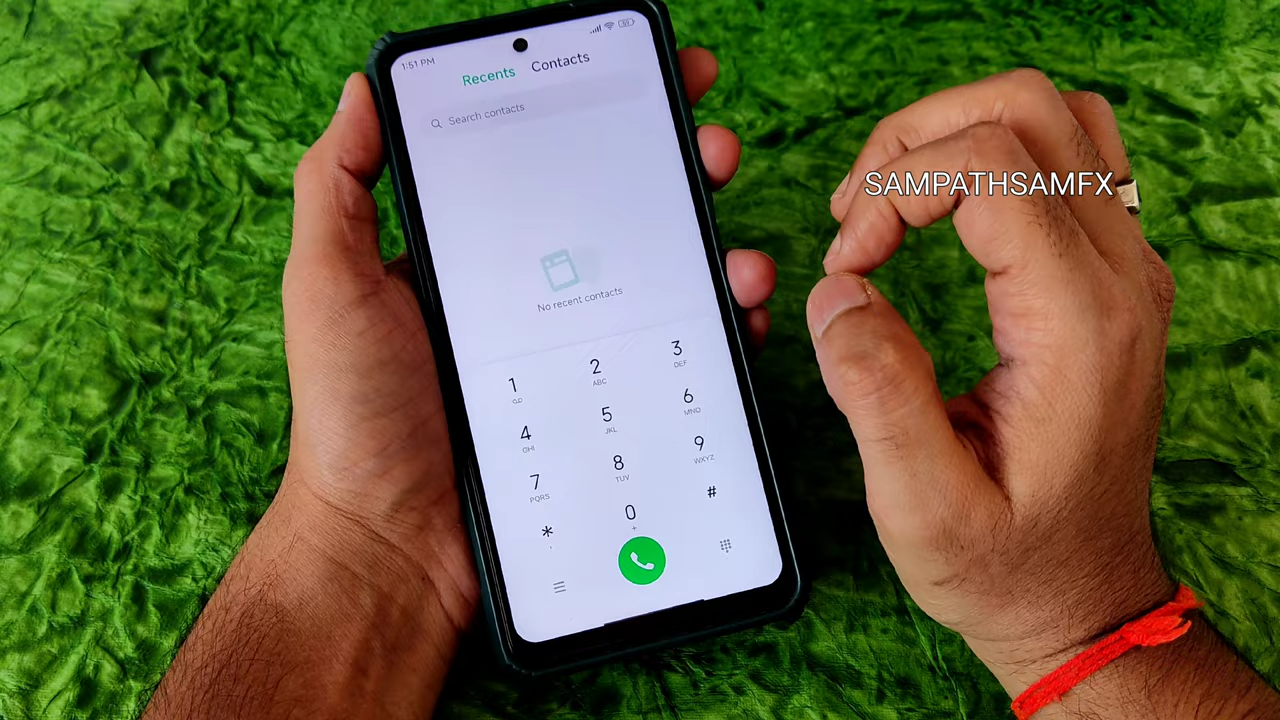 1:51 PM
Recents Contacts
Search contacts
No recent contacts
1
2
ABC
3
DEF
4
GHI
5
JKL
6
MNO
7
PQRS
8
TUV
9
WXYZ
*
,
0
+
#
SAMPATHSAMFX